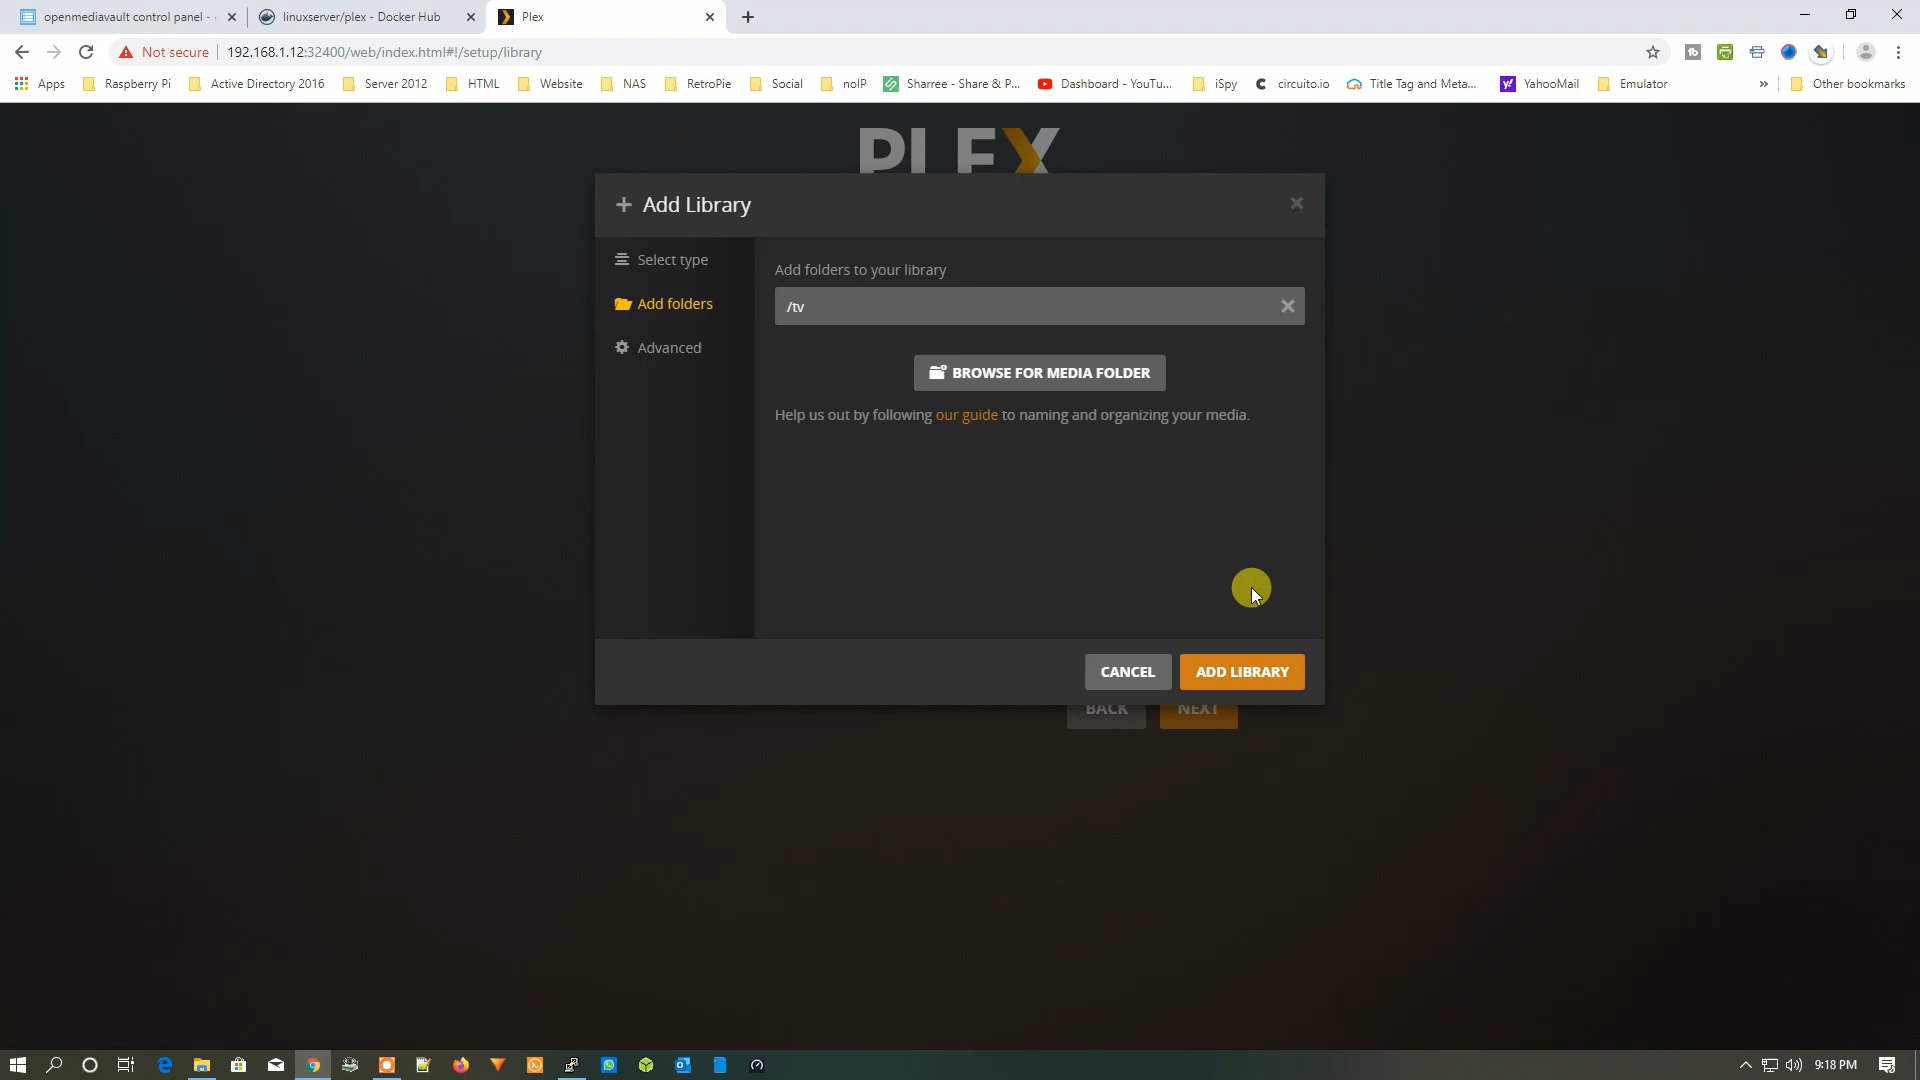 openmediavault control panel -
linuxserver/plex - Docker Hub
Plex
Not secure
192.168.1.12:32400/web/index.html#!/setup/library
Apps
Raspberry Pi
Active Directory 2016
Server 2012
HTML
Website
NAS
RetroPie
Social
noIP
Sharree - Share & P...
Dashboard - YouTu...
iSpy
circuito.io
Title Tag and Meta...
YahooMail
Emulator
»
Other bookmarks
PLEX
+ Add Library
Select type
Add folders
Advanced
Add folders to your library
/tv
BROWSE FOR MEDIA FOLDER
Help us out by following our guide to naming and organizing your media.
CANCEL
ADD LIBRARY
BACK
NEXT
9:18 PM